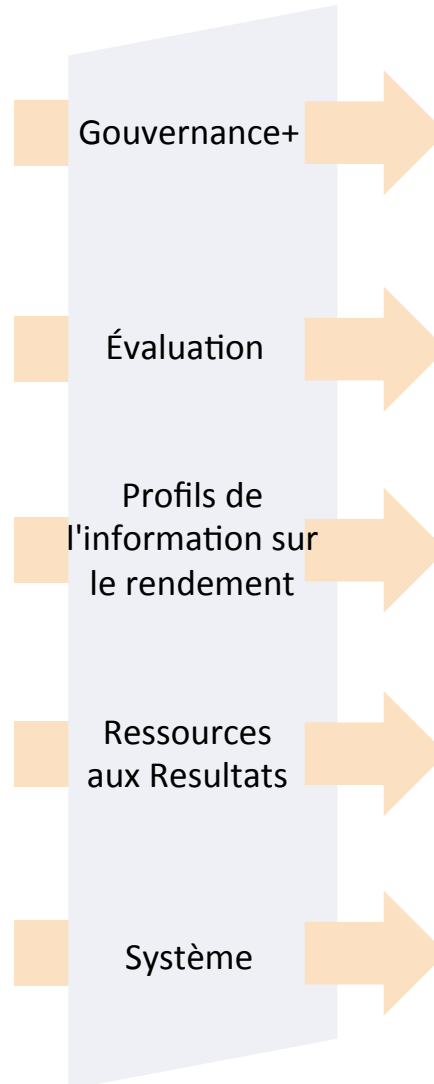 Gouvernance+
Évaluation
Profils de
l'information sur
le rendement
Ressources
aux Resultats
Système